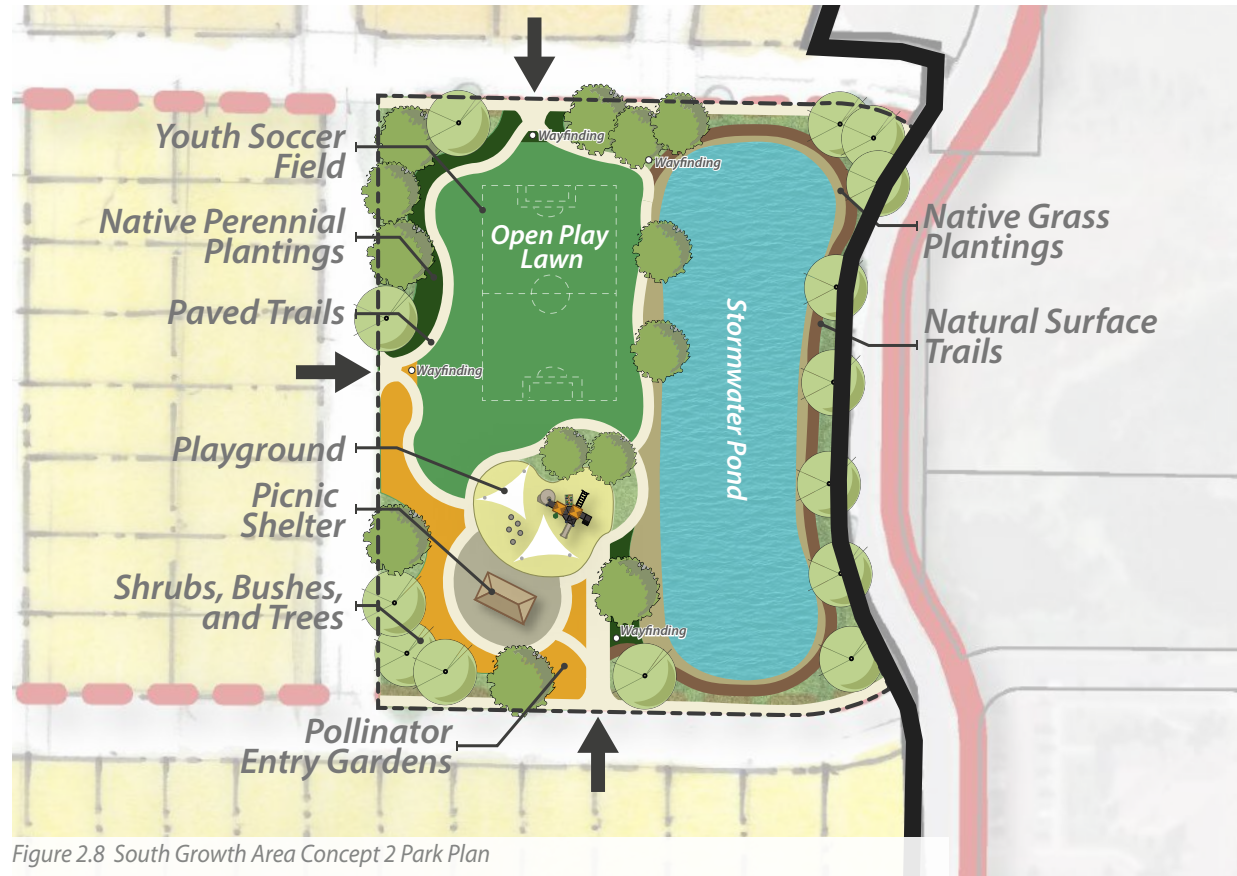 Wayfinding
Youth Soccer
Field
Wayfinding
Native Perennial
Plantings
Open Play
Lawn
Native Grass
Plantings
Paved Trails
Stormwater Pond
Natural Surface
Trails
Wayfinding
Playground
Picnic
Shelter
Shrubs, Bushes,
and Trees
Wayfinding
Pollinator
Entry Gardens
Figure 2.8 South Growth Area Concept 2 Park Plan